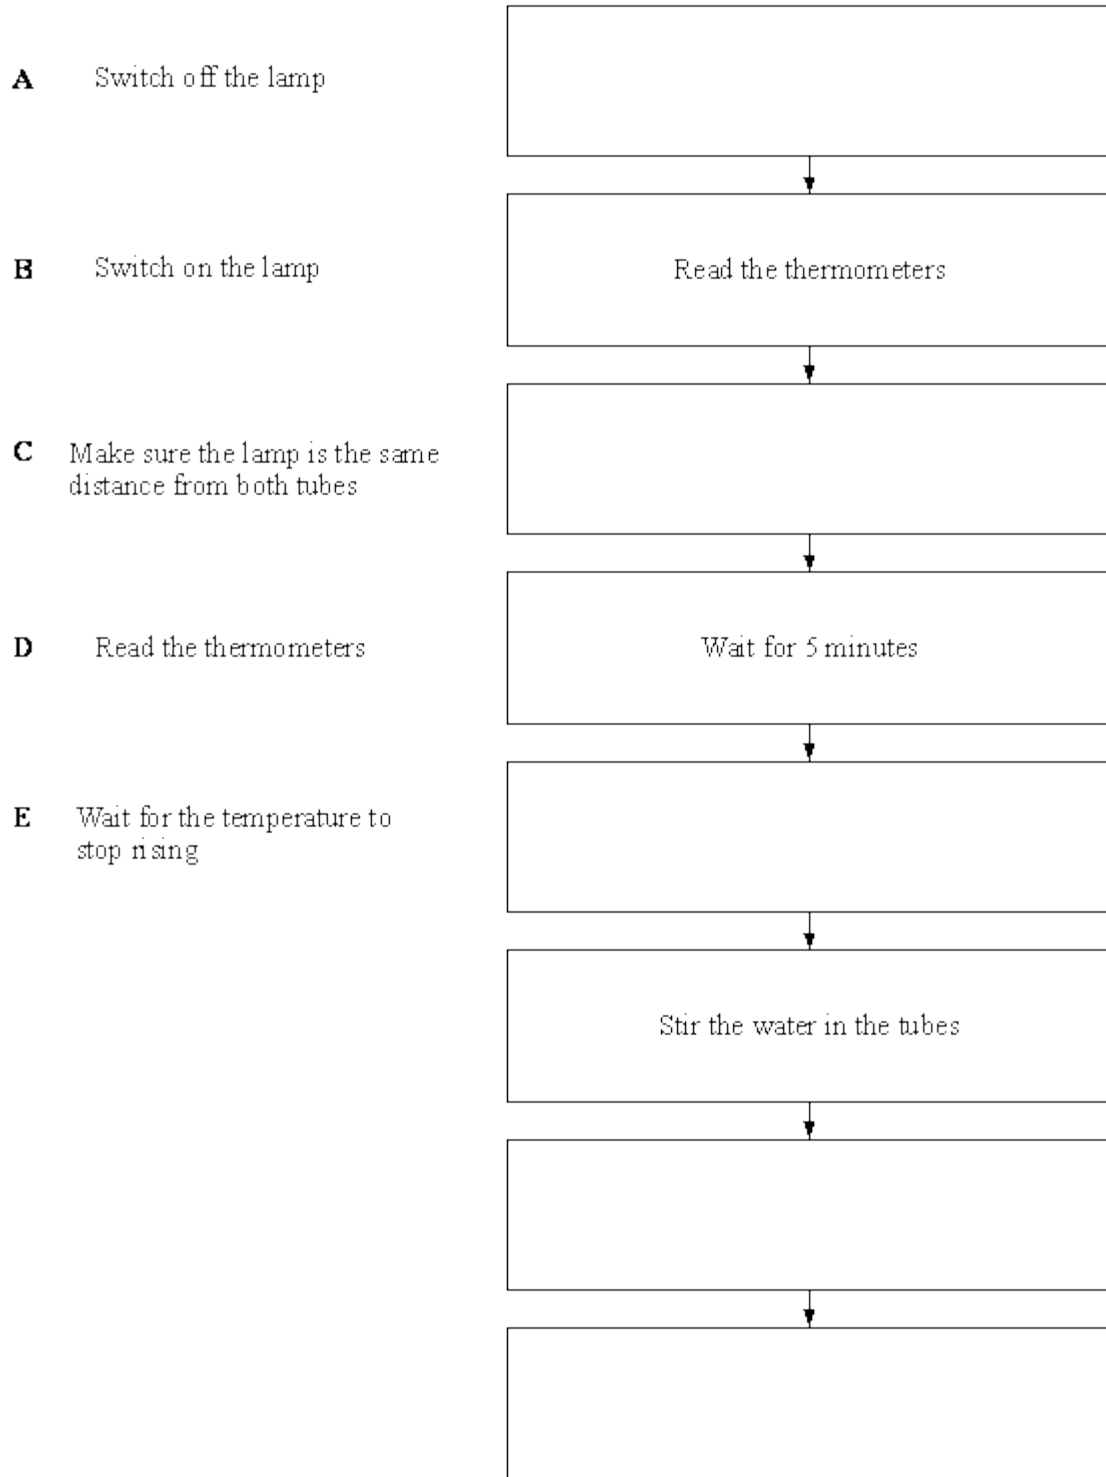 A Switch off the lamp
B Switch on the lamp
Read the thermometers
C Make sure the lamp is the same
distance from both tubes
D Read the thermometers
Wait for 5 minutes
E Wait for the temperature to
stop rising
Stir the water in the tubes